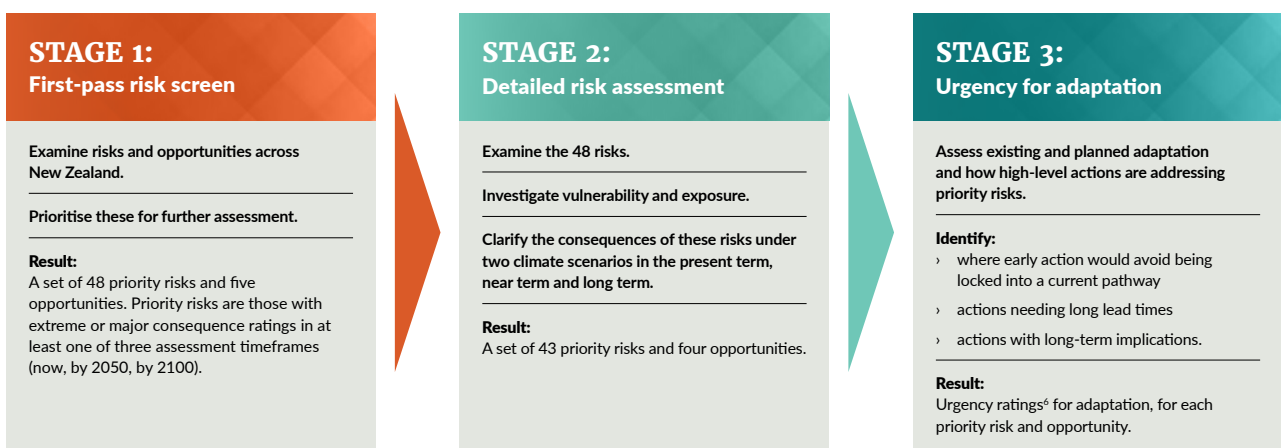 STAGE 1:
First-pass risk screen
Examine risks and opportunities across
New Zealand.
Prioritise these for further assessment.
Result:
A set of 48 priority risks and five
opportunities. Priority risks are those with
extreme or major consequence ratings in at
least one of three assessment timeframes
(now, by 2050, by 2100).
STAGE 2:
Detailed risk assessment
Examine the 48 risks.
Investigate vulnerability and exposure.
Clarify the consequences of these risks under
two climate scenarios in the present term,
near term and long term.
Result:
A set of 43 priority risks and four opportunities.
STAGE 3:
Urgency for adaptation
Assess existing and planned adaptation
and how high-level actions are addressing
priority risks.
Identify:
› where early action would avoid being
locked into a current pathway
› actions needing long lead times
› actions with long-term implications.
Result:
Urgency ratings⁶ for adaptation, for each
priority risk and opportunity.